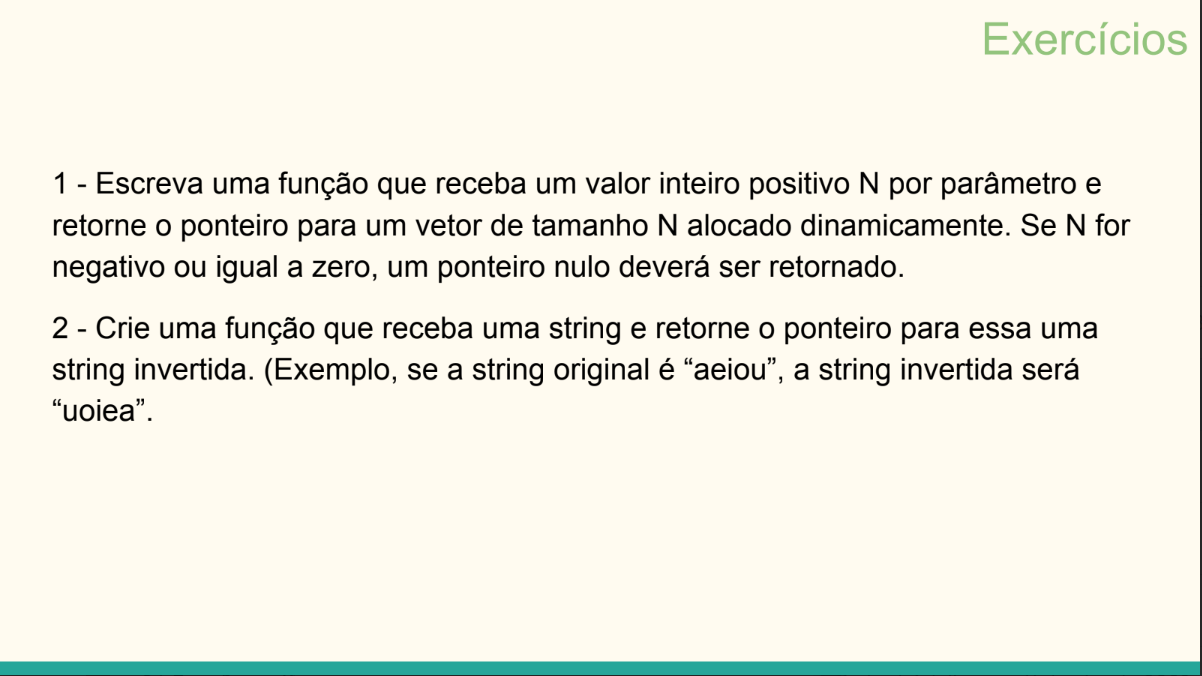 Exercícios
1 - Escreva uma função que receba um valor inteiro positivo N por parâmetro e
retorne o ponteiro para um vetor de tamanho N alocado dinamicamente. Se N for
negativo ou igual a zero, um ponteiro nulo deverá ser retornado.
2 - Crie uma função que receba uma string e retorne o ponteiro para essa uma
string invertida. (Exemplo, se a string original é “aeiou”, a string invertida será
“uoiea”.